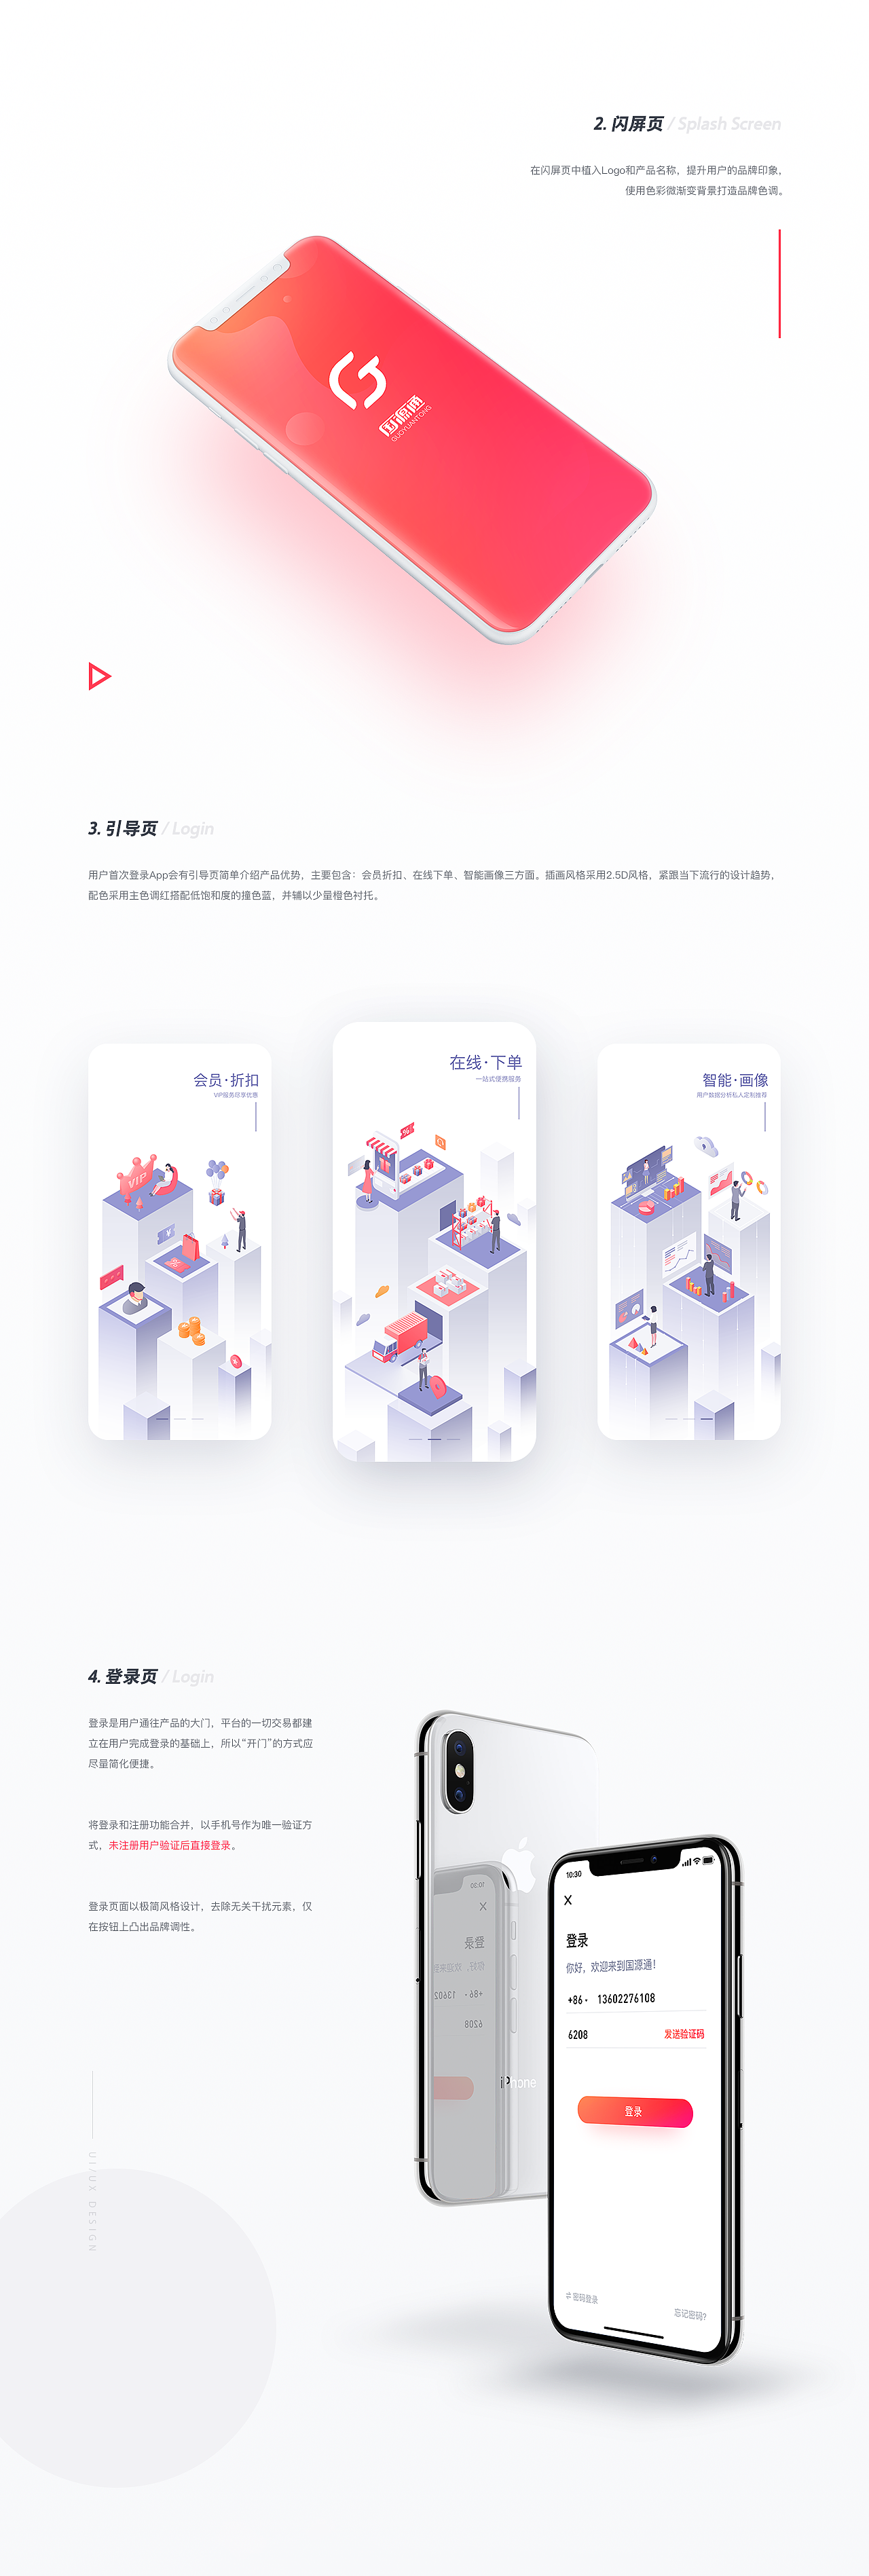 2. 闪屏页 / Splash Screen
在闪屏页中植入Logo和产品名称，提升用户的品牌印象，
使用色彩微渐变背景打造品牌色调。
国源通
GUOYUANTONG
3. 引导页 / Login
用户首次登录App会有引导页简单介绍产品优势，主要包含：会员折扣、在线下单、智能画像三方面。插画风格采用2.5D风格，紧跟当下流行的设计趋势，
配色采用主色调红搭配低饱和度的撞色蓝，并辅以少量橙色衬托。
会员·折扣
VIP服务尽享优惠
VIP
在线·下单
一站式便携服务
智能·画像
用户数据分析私人定制推荐
4. 登录页 / Login
登录是用户通往产品的大门，平台的一切交易都建
立在用户完成登录的基础上，所以“开门”的方式应
尽量简化便捷。
将登录和注册功能合并，以手机号作为唯一验证方
式，未注册用户验证后直接登录。
登录页面以极简风格设计，去除无关干扰元素，仅
在按钮上凸出品牌调性。
UI/UX DESIGN
10:30
X
登录
你好，欢迎来到
+86· 13602
6208
iPhone
10:30
X
登录
你好，欢迎来到国源通！
+86· 13602276108
6208 发送验证码
登录
密码登录
忘记密码?